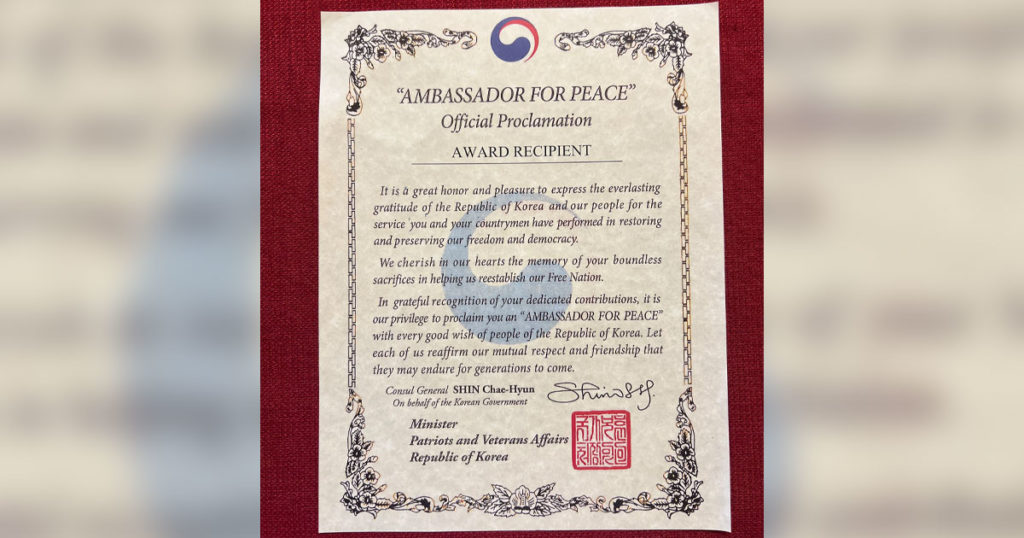 "AMBASSADOR FOR PEACE"
Official Proclamation
AWARD RECIPIENT
It is a great honor and pleasure to express the everlasting
gratitude of the Republic of Korea and our people for the
service you and your countrymen have performed in restoring
and preserving our freedom and democracy.
We cherish in our hearts the memory of your boundless
sacrifices in helping us reestablish our Free Nation.
In grateful recognition of your dedicated contributions, it is
our privilege to proclaim you an "AMBASSADOR FOR PEACE"
with every good wish of people of the Republic of Korea. Let
each of us reaffirm our mutual respect and friendship that
they may endure for generations to come.
Consul General SHIN Chae-Hyun
On behalf of the Korean Government
Minister
Patriots and Veterans Affairs
Republic of Korea